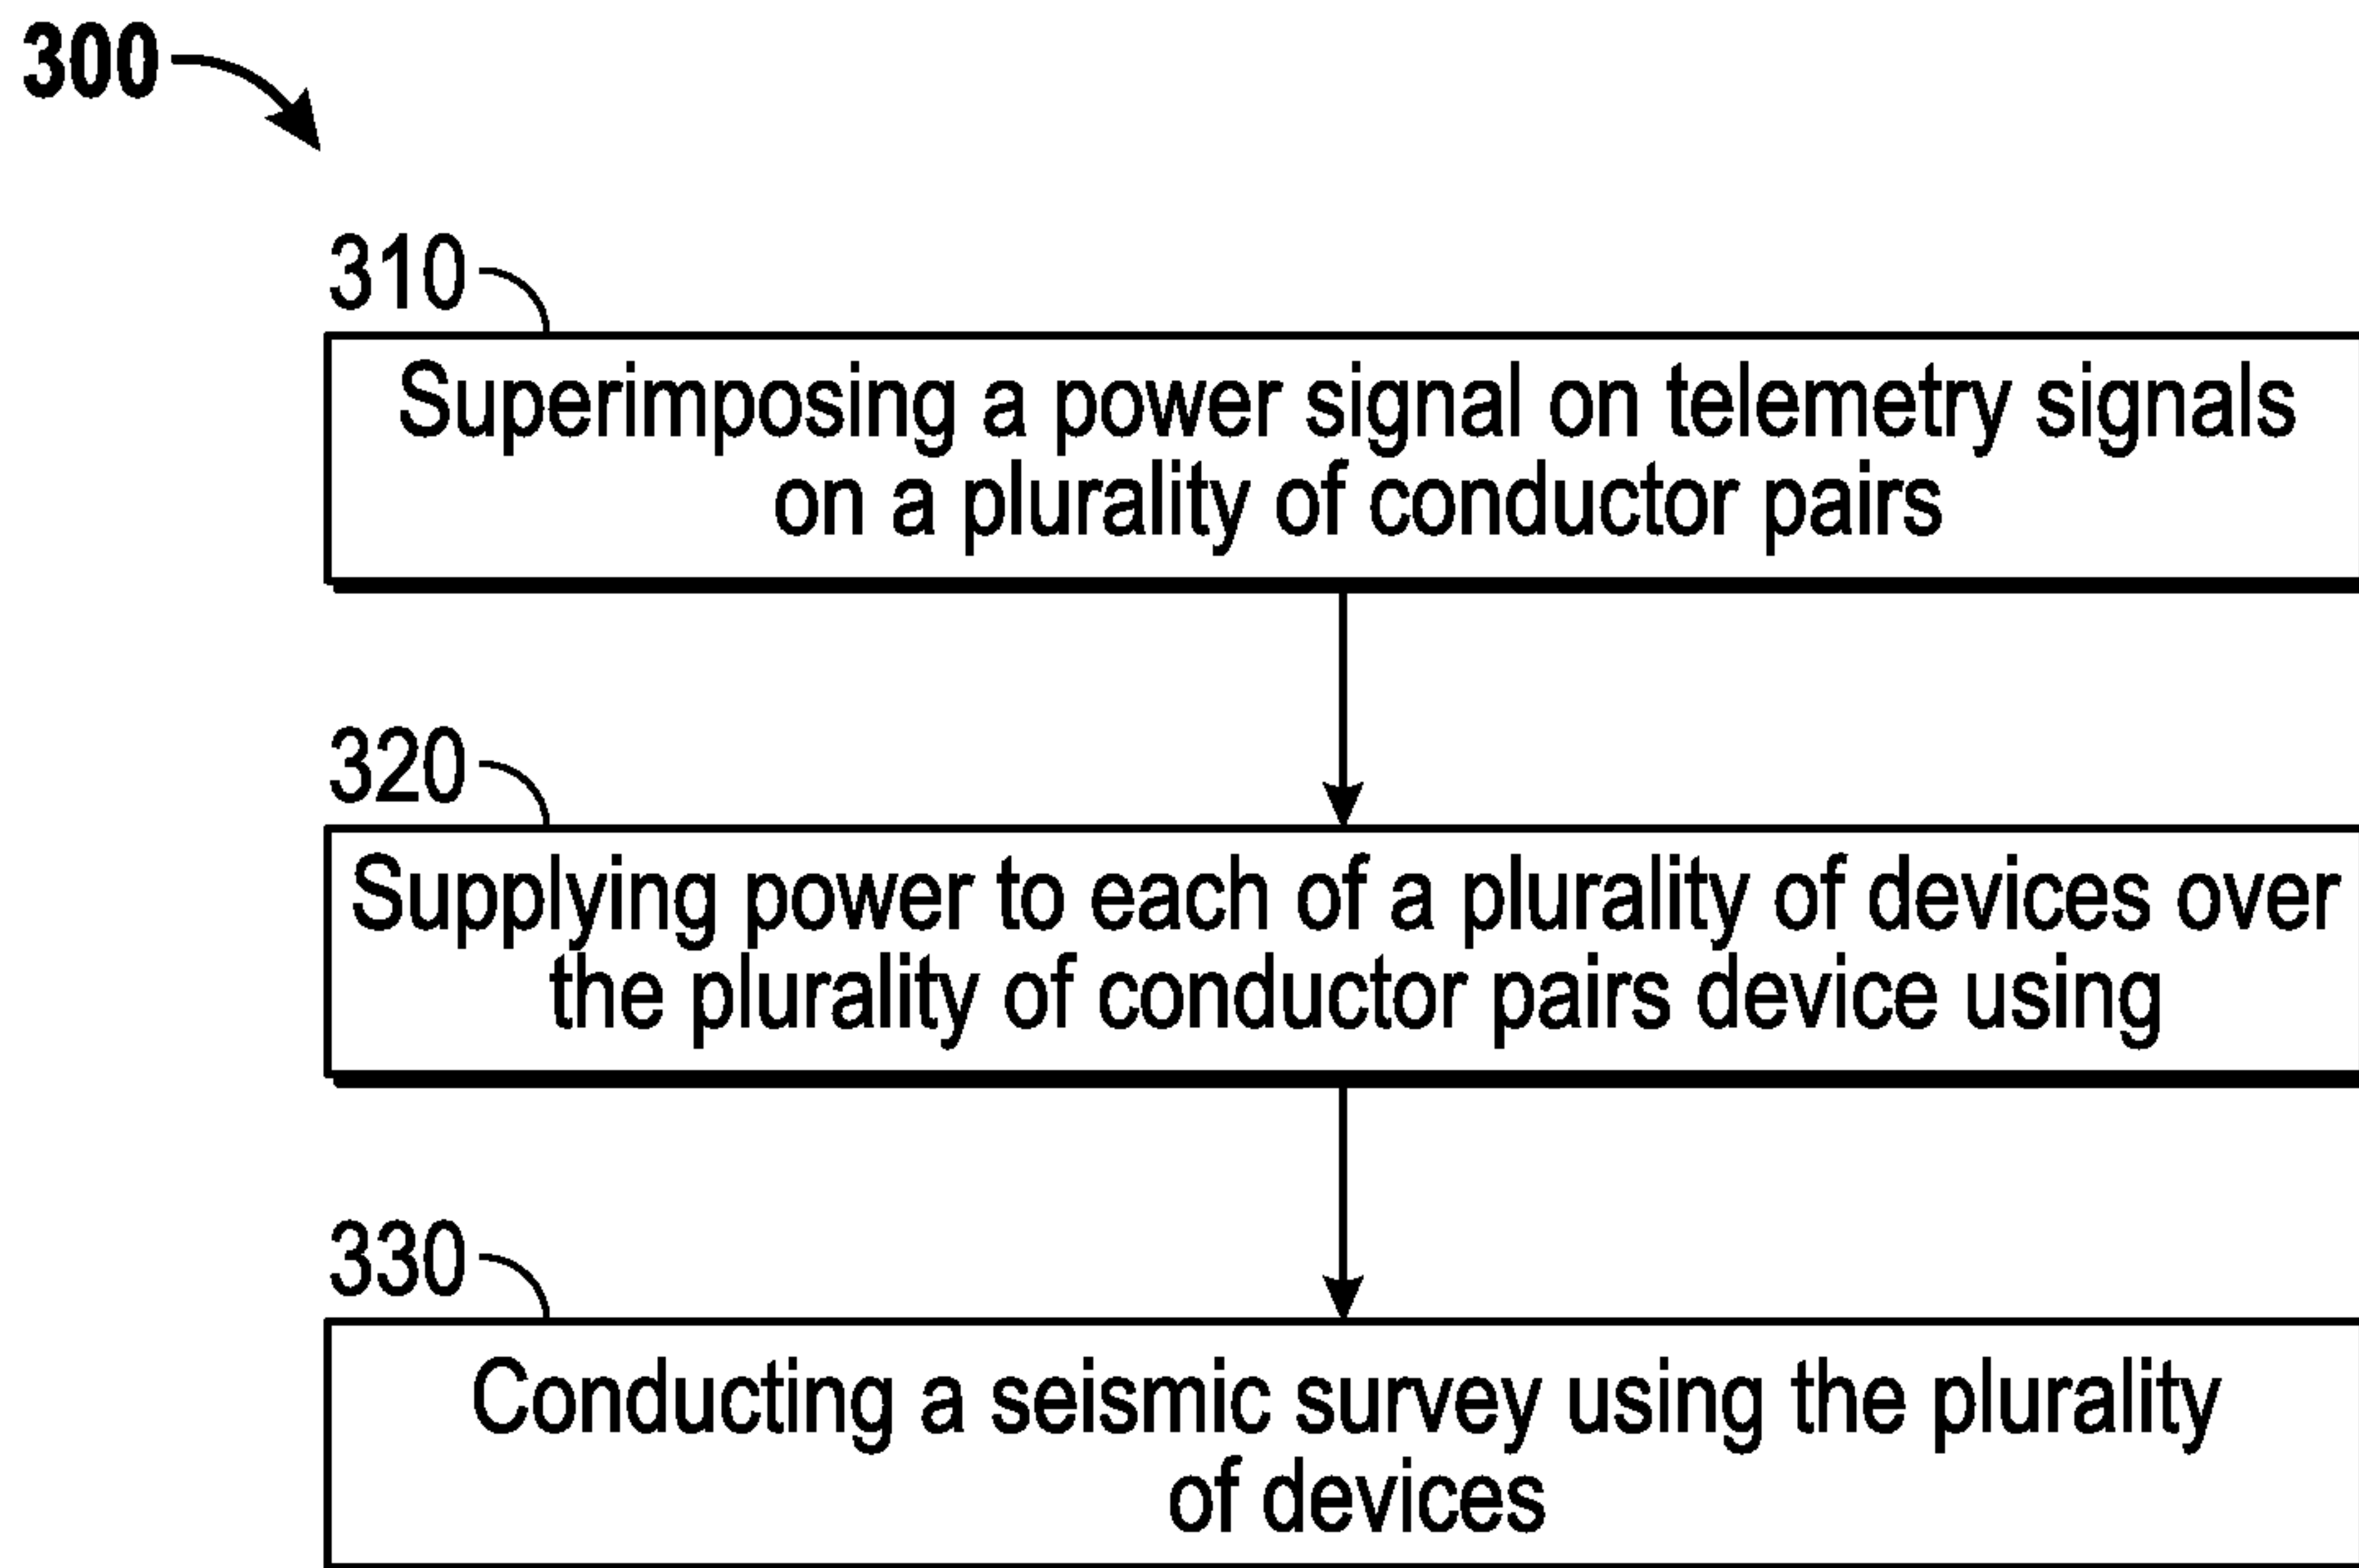 300
310
Superimposing a power signal on telemetry signals
on a plurality of conductor pairs
320
Supplying power to each of a plurality of devices over
the plurality of conductor pairs device using
330
Conducting a seismic survey using the plurality
of devices